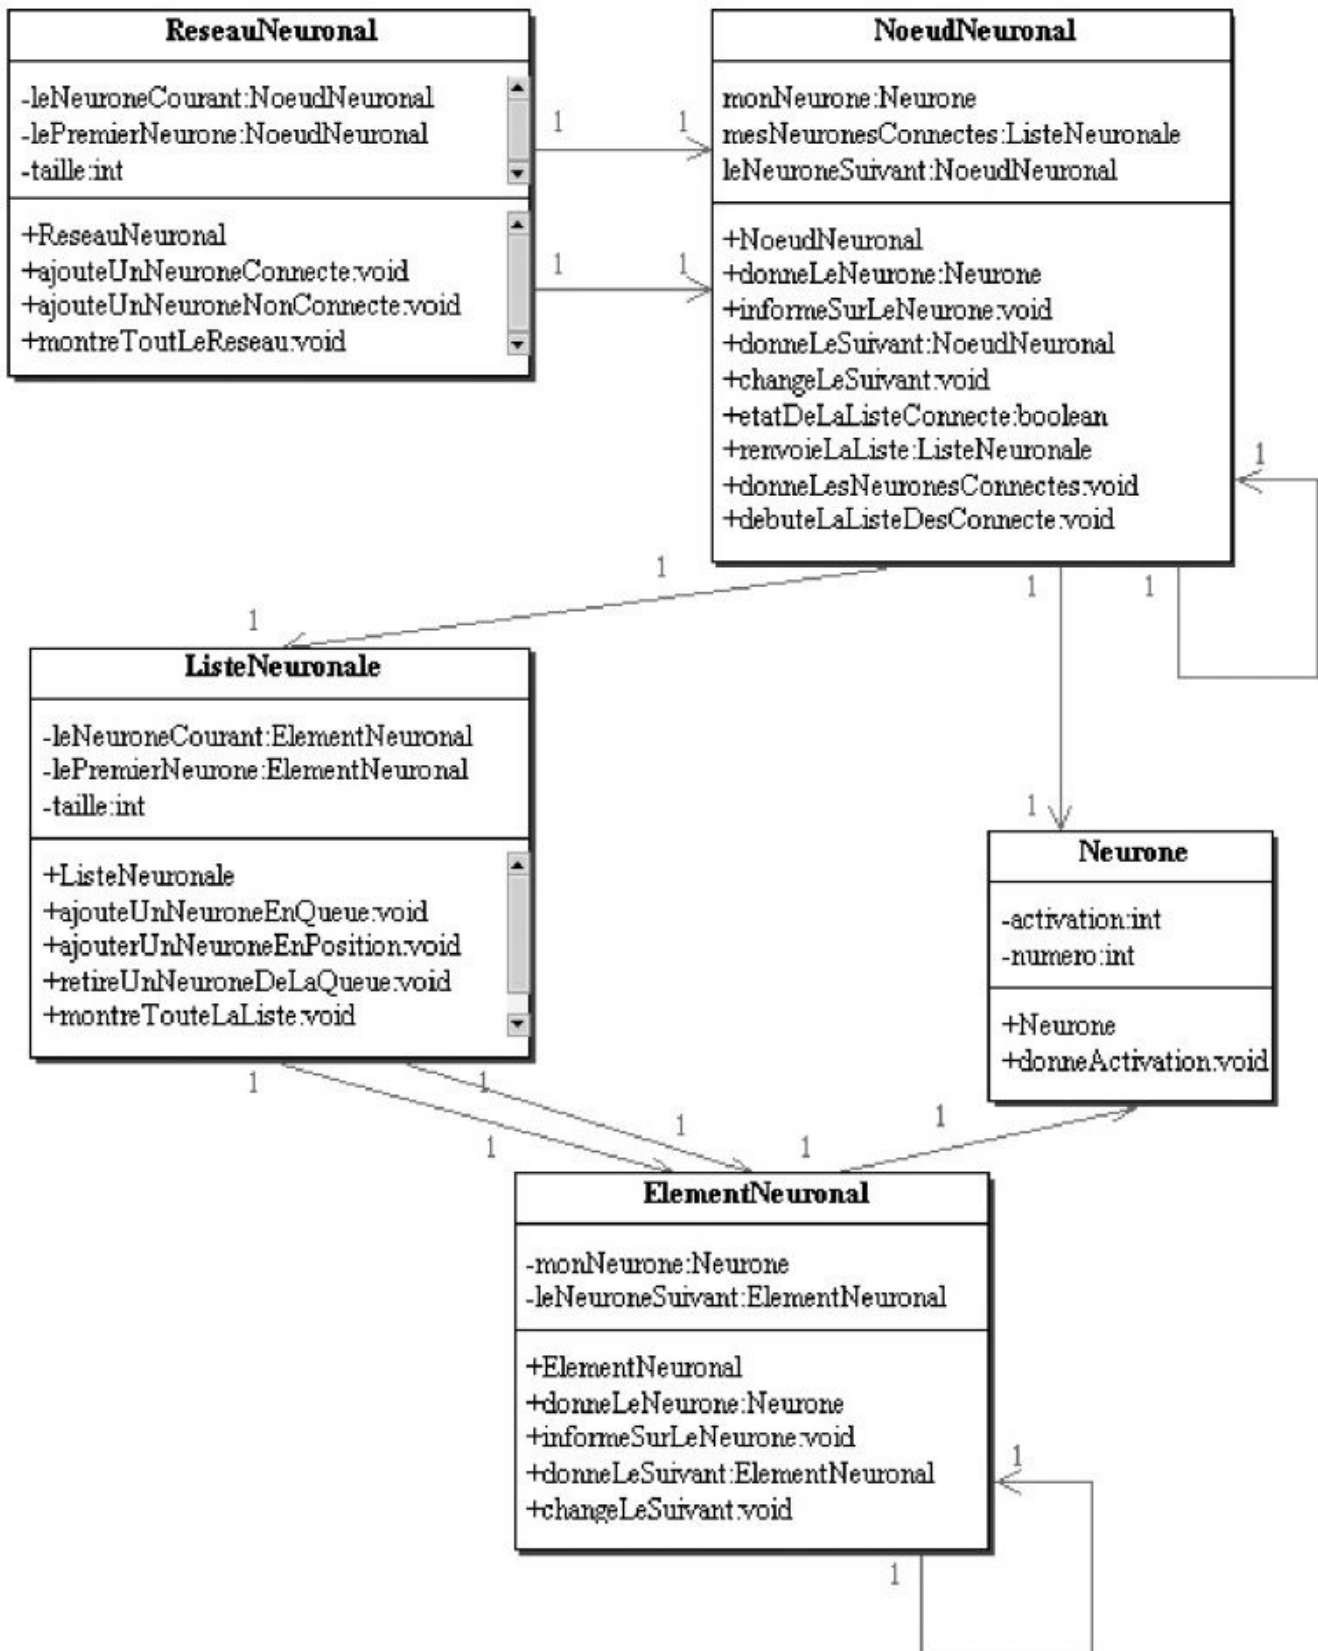 ReseauNeuronal
-leNeuroneCourant:NoeudNeuronal
-lePremierNeurone:NoeudNeuronal
-taille:int
+ReseauNeuronal
+ajouteUnNeuroneConnecte:void
+ajouteUnNeuroneNonConnecte:void
+montreToutLeReseau:void
1
1
1
1
NoeudNeuronal
monNeurone:Neurone
mesNeuronesConnectes:ListeNeuronale
leNeuroneSuivant:NoeudNeuronal
+NoeudNeuronal
+donneLeNeurone:Neurone
+informeSurLeNeurone:void
+donneLeSuivant:NoeudNeuronal
+changeLeSuivant:void
+etatDeLaListeConnecte:boolean
+renvoieLaListe:ListeNeuronale
+donneLesNeuronesConnectes:void
+debuteLaListeDesConnecte:void
1
1
1
1
1
1
ListeNeuronale
-leNeuroneCourant:ElementNeuronal
-lePremierNeurone:ElementNeuronal
-taille:int
+ListeNeuronale
+ajouteUnNeuroneEnQueue:void
+ajouterUnNeuroneEnPosition:void
+retireUnNeuroneDeLaQueue:void
+montreTouteLaListe:void
Neurone
-activation:int
-numero:int
+Neurone
+donneActivation:void
1
1
1
1
1
1
ElementNeuronal
-monNeurone:Neurone
-leNeuroneSuivant:ElementNeuronal
+ElementNeuronal
+donneLeNeurone:Neurone
+informeSurLeNeurone:void
+donneLeSuivant:ElementNeuronal
+changeLeSuivant:void
1
1